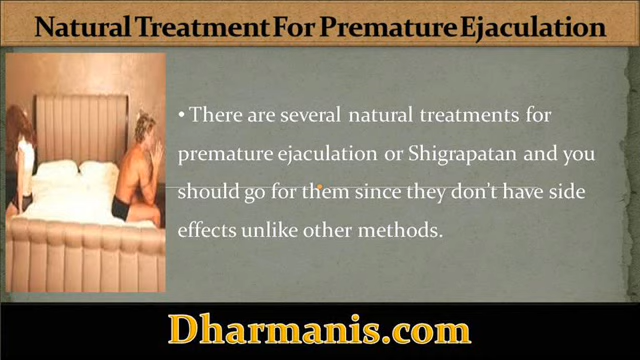 Natural Treatment For Premature Ejaculation
• There are several natural treatments for
premature ejaculation or Shigrapatan and you
should go for them since they don't have side
effects unlike other methods.
Dharmanis.com